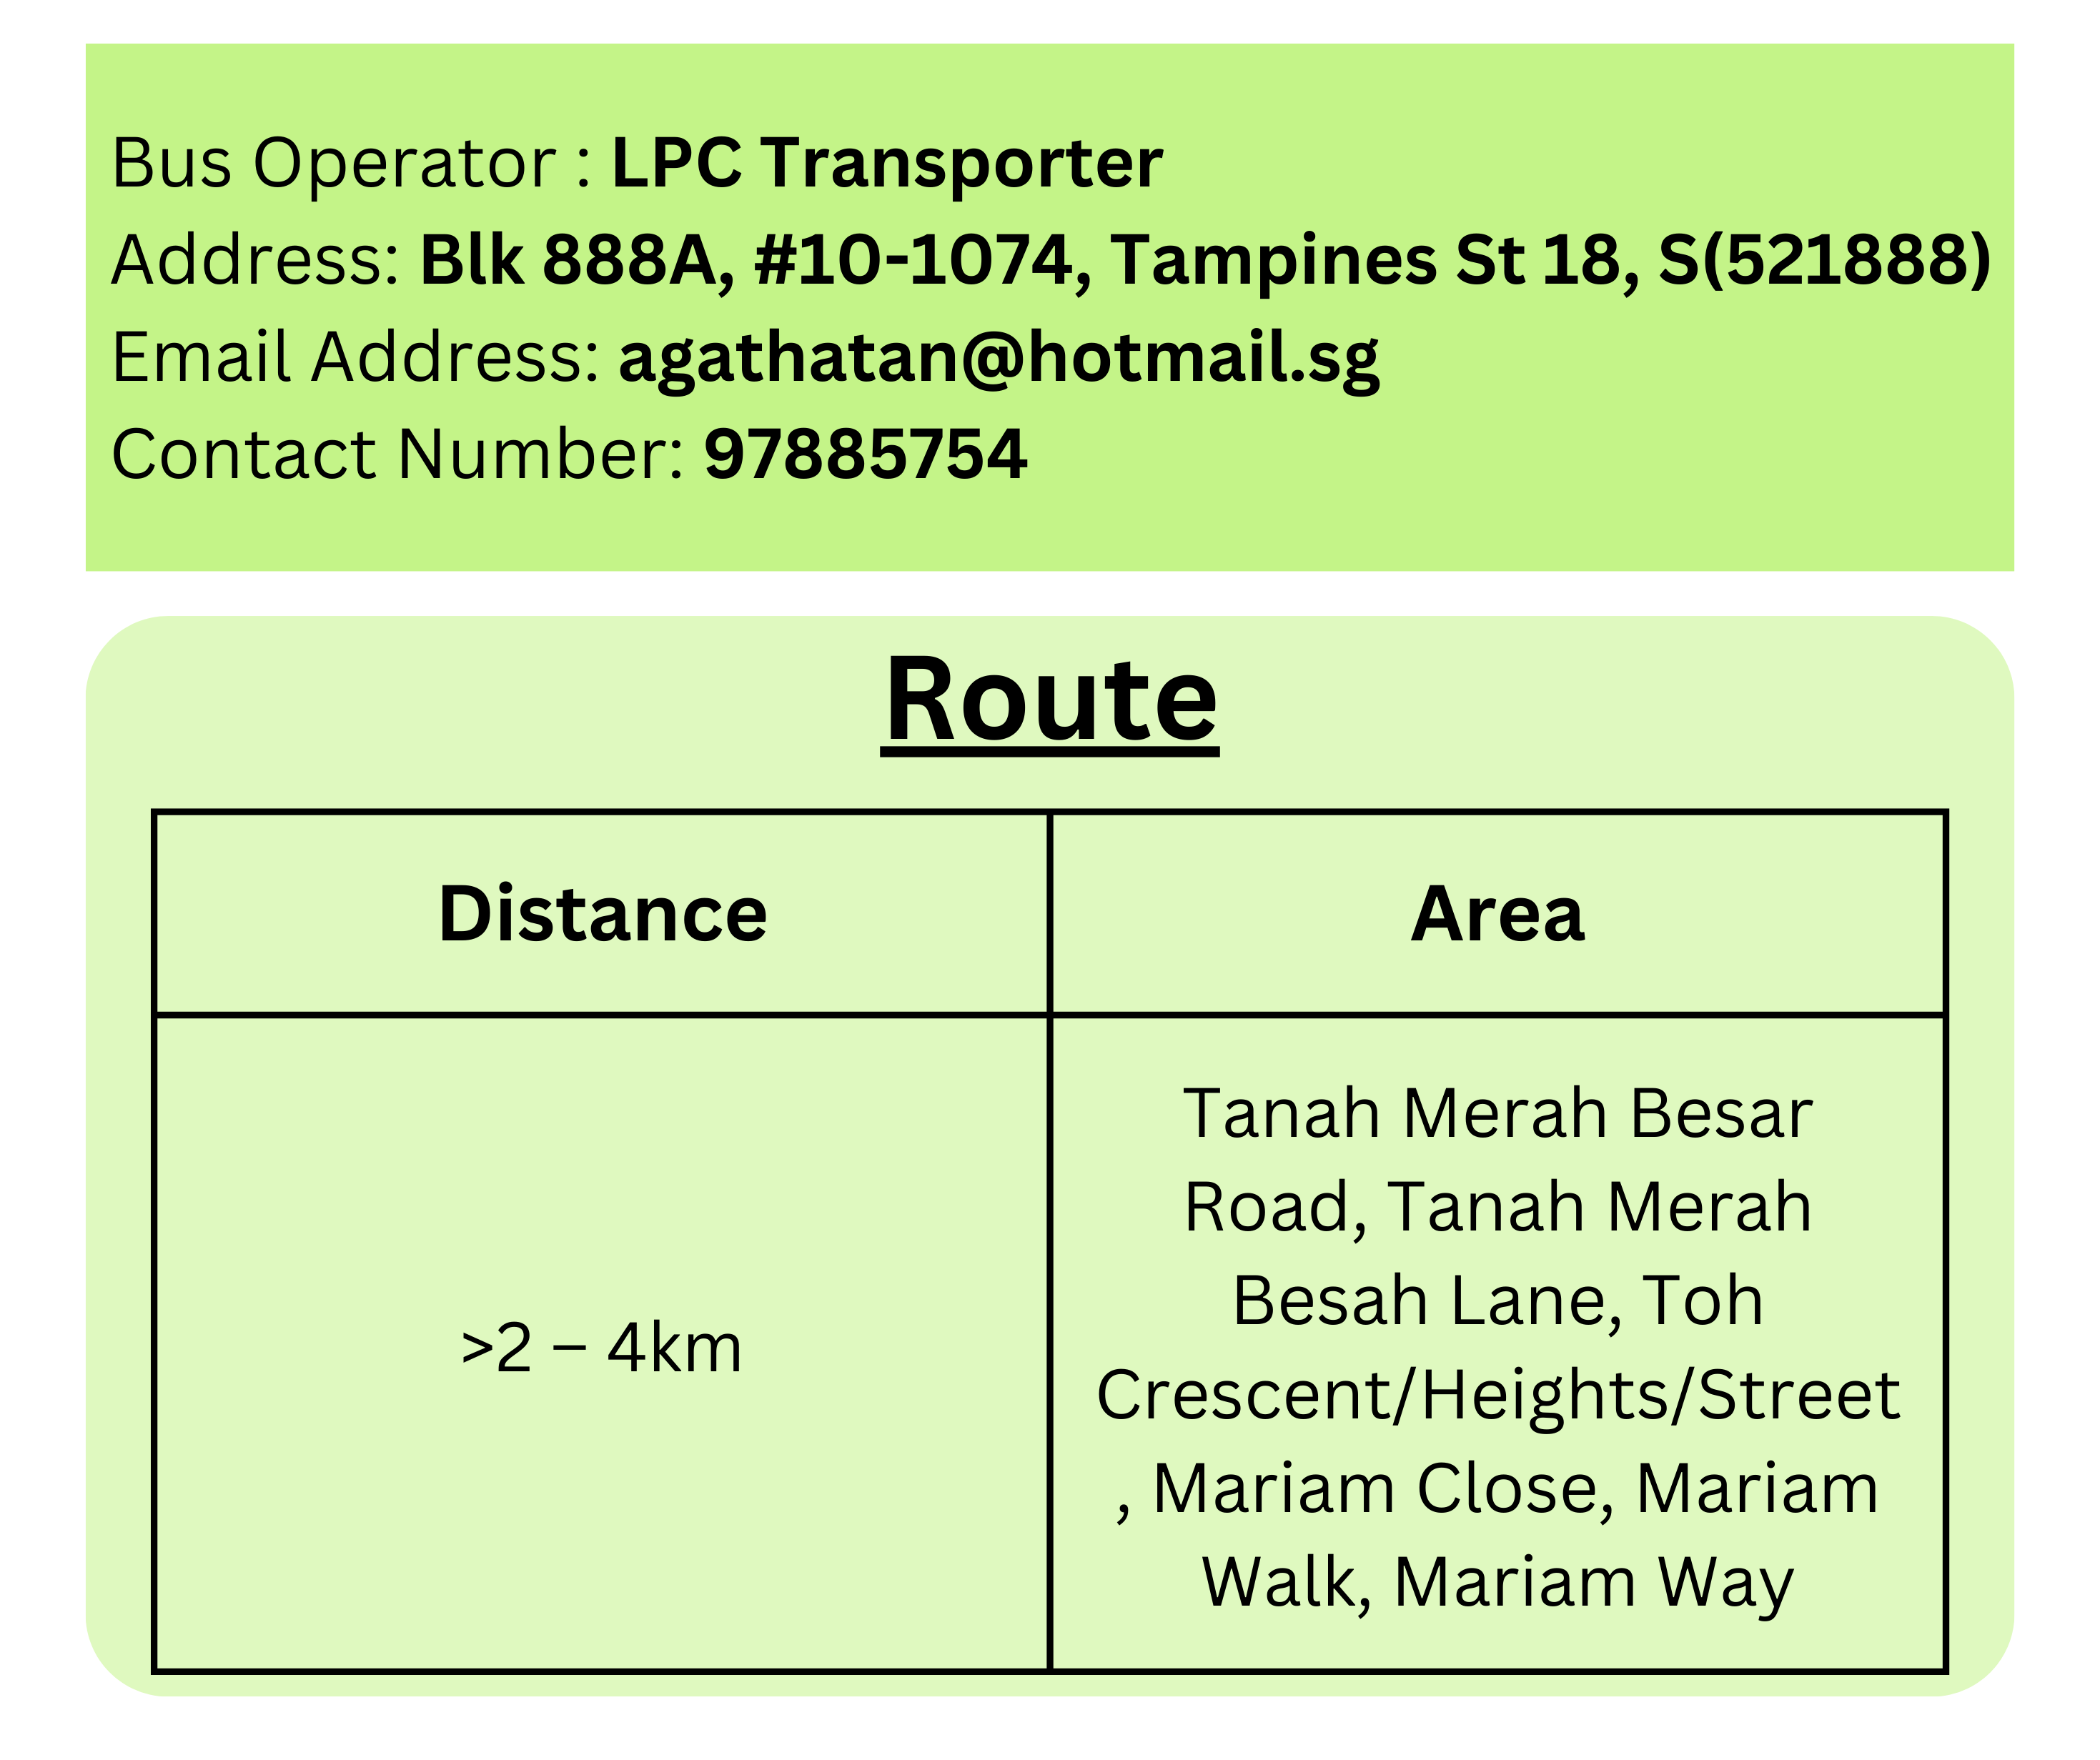 Bus Operator : LPC Transporter
Address: Blk 888A, #10-1074, Tampines St 18, S(521888)
Email Address: agathatan@hotmail.sg
Contact Number: 97885754
Route
Distance
Area
>2 – 4km
Tanah Merah Besar
Road, Tanah Merah
Besah Lane, Toh
Crescent/Heights/Street
, Mariam Close, Mariam
Walk, Mariam Way